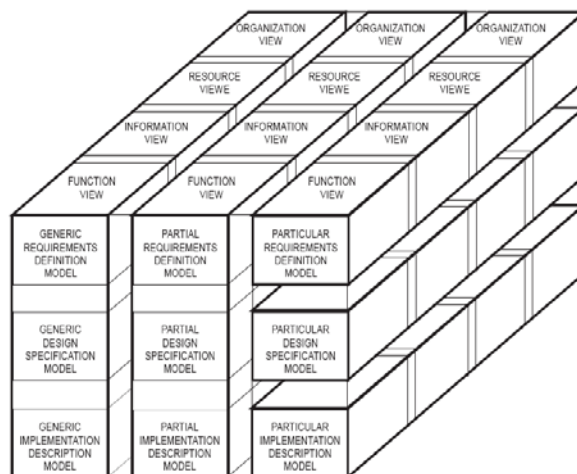 ORGANIZATION
VIEW
ORGANIZATION
VIEW
ORGANIZATION
VIEW
RESOURCE
VIEWE
RESOURCE
VIEWE
RESOURCE
VIEWE
INFORMATION
VIEW
INFORMATION
VIEW
INFORMATION
VIEW
FUNCTION
VIEW
FUNCTION
VIEW
FUNCTION
VIEW
GENERIC
REQUIREMENTS
DEFINITION
MODEL
PARTIAL
REQUIREMENTS
DEFINITION
MODEL
PARTICULAR
REQUIREMENTS
DEFINITION
MODEL
GENERIC
DESIGN
SPECIFICATION
MODEL
PARTIAL
DESIGN
SPECIFICATION
MODEL
PARTICULAR
DESIGN
SPECIFICATION
MODEL
GENERIC
IMPLEMENTATION
DESCRIPTION
MODEL
PARTIAL
IMPLEMENTATION
DESCRIPTION
MODEL
PARTICULAR
IMPLEMENTATION
DESCRIPTION
MODEL